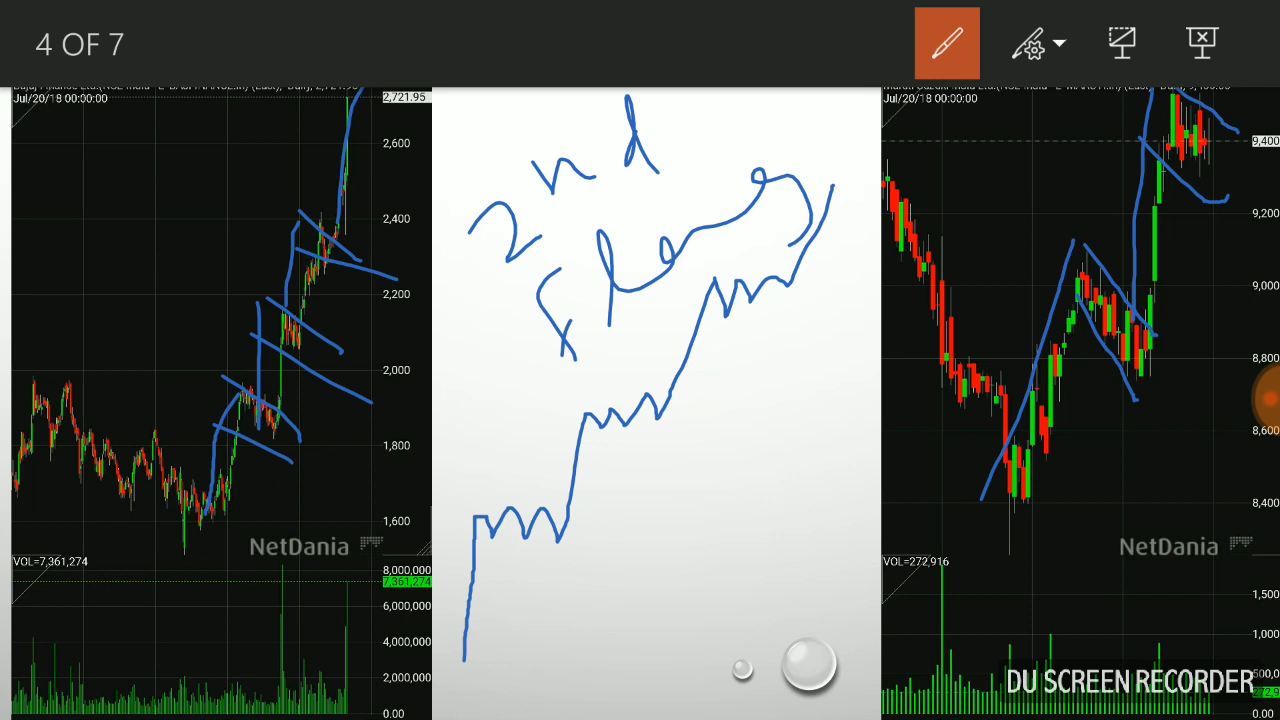 4 OF 7
Jul/20/18 00:00:00
2,721.95
2,600
2,400
2,200
2,000
1,800
1,600
NetDania
VOL=7,361,274
8,000,000
7,361,274
6,000,000
4,000,000
2,000,000
0.00
2nd
Jul/20/18 00:00:00
9,400
9,200
9,000
8,800
8,600
8,400
NetDania
VOL=272,916
1,500
1,000
DU SCREEN RECORDER
272.9
0.00